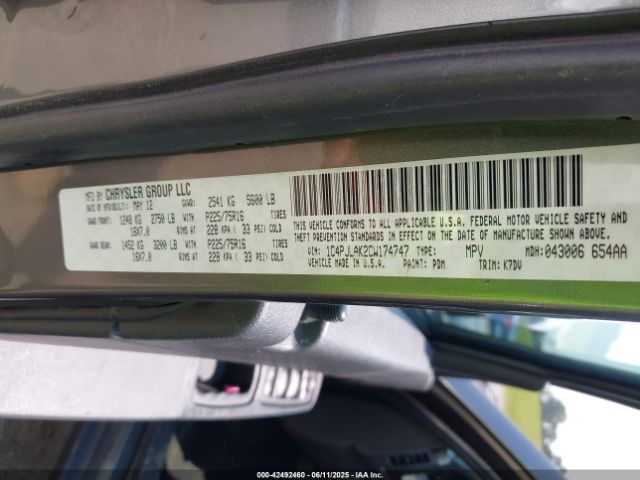 MFD BY CHRYSLER GROUP LLC
DATE OF MFR: MAY 12 GVWR: 2541 KG 5600 LB
GAWR FRONT: 1248 KG 2750 LB WITH P225/75R16 TIRES
16X7.0 RIMS AT 228 KPA ( 33 PSI) COLD
GAWR REAR: 1452 KG 3200 LB WITH P225/75R16 TIRES
16X7.0 RIMS AT 228 KPA ( 33 PSI) COLD
THIS VEHICLE CONFORMS TO ALL APPLICABLE U.S.A. FEDERAL MOTOR VEHICLE SAFETY AND
THEFT PREVENTION STANDARDS IN EFFECT ON THE DATE OF MANUFACTURE SHOWN ABOVE.
VIN: 1C4PJLAK2CW174747 TYPE: MPV MDH: 043006 654AA
VEHICLE MADE IN U.S.A. PAINT: PDM TRIM: K7DV
000-42492460 - 06/11/2025 - IAA Inc.